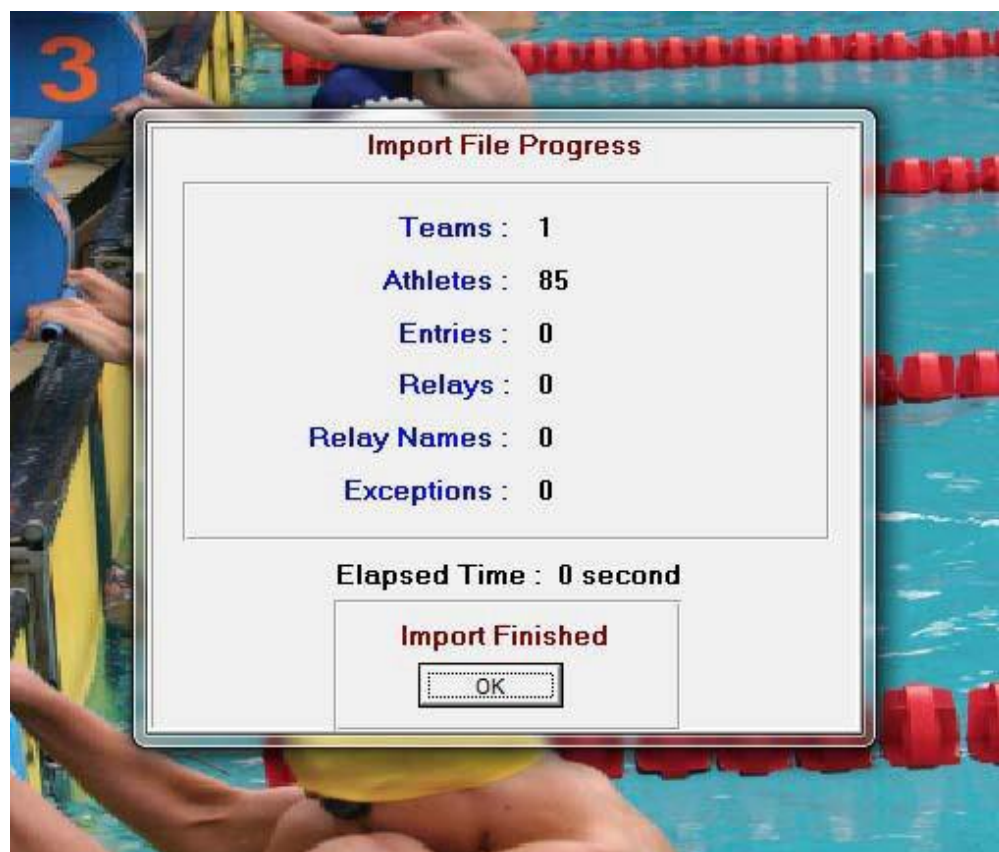 3
Import File Progress
Teams : 1
Athletes : 85
Entries : 0
Relays : 0
Relay Names : 0
Exceptions : 0
Elapsed Time : 0 second
Import Finished
OK